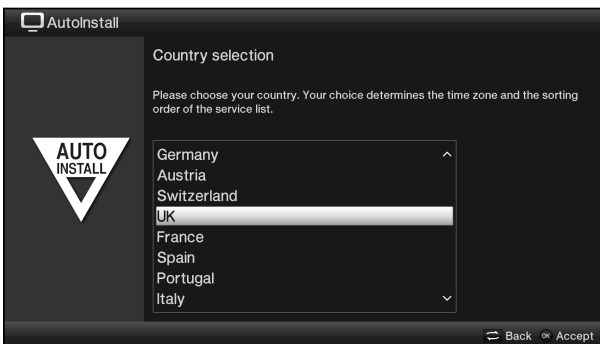 AutoInstall
Country selection
Please choose your country. Your choice determines the time zone and the sorting
order of the service list.
AUTO
INSTALL
Germany
Austria
Switzerland
UK
France
Spain
Portugal
Italy
Back OK Accept